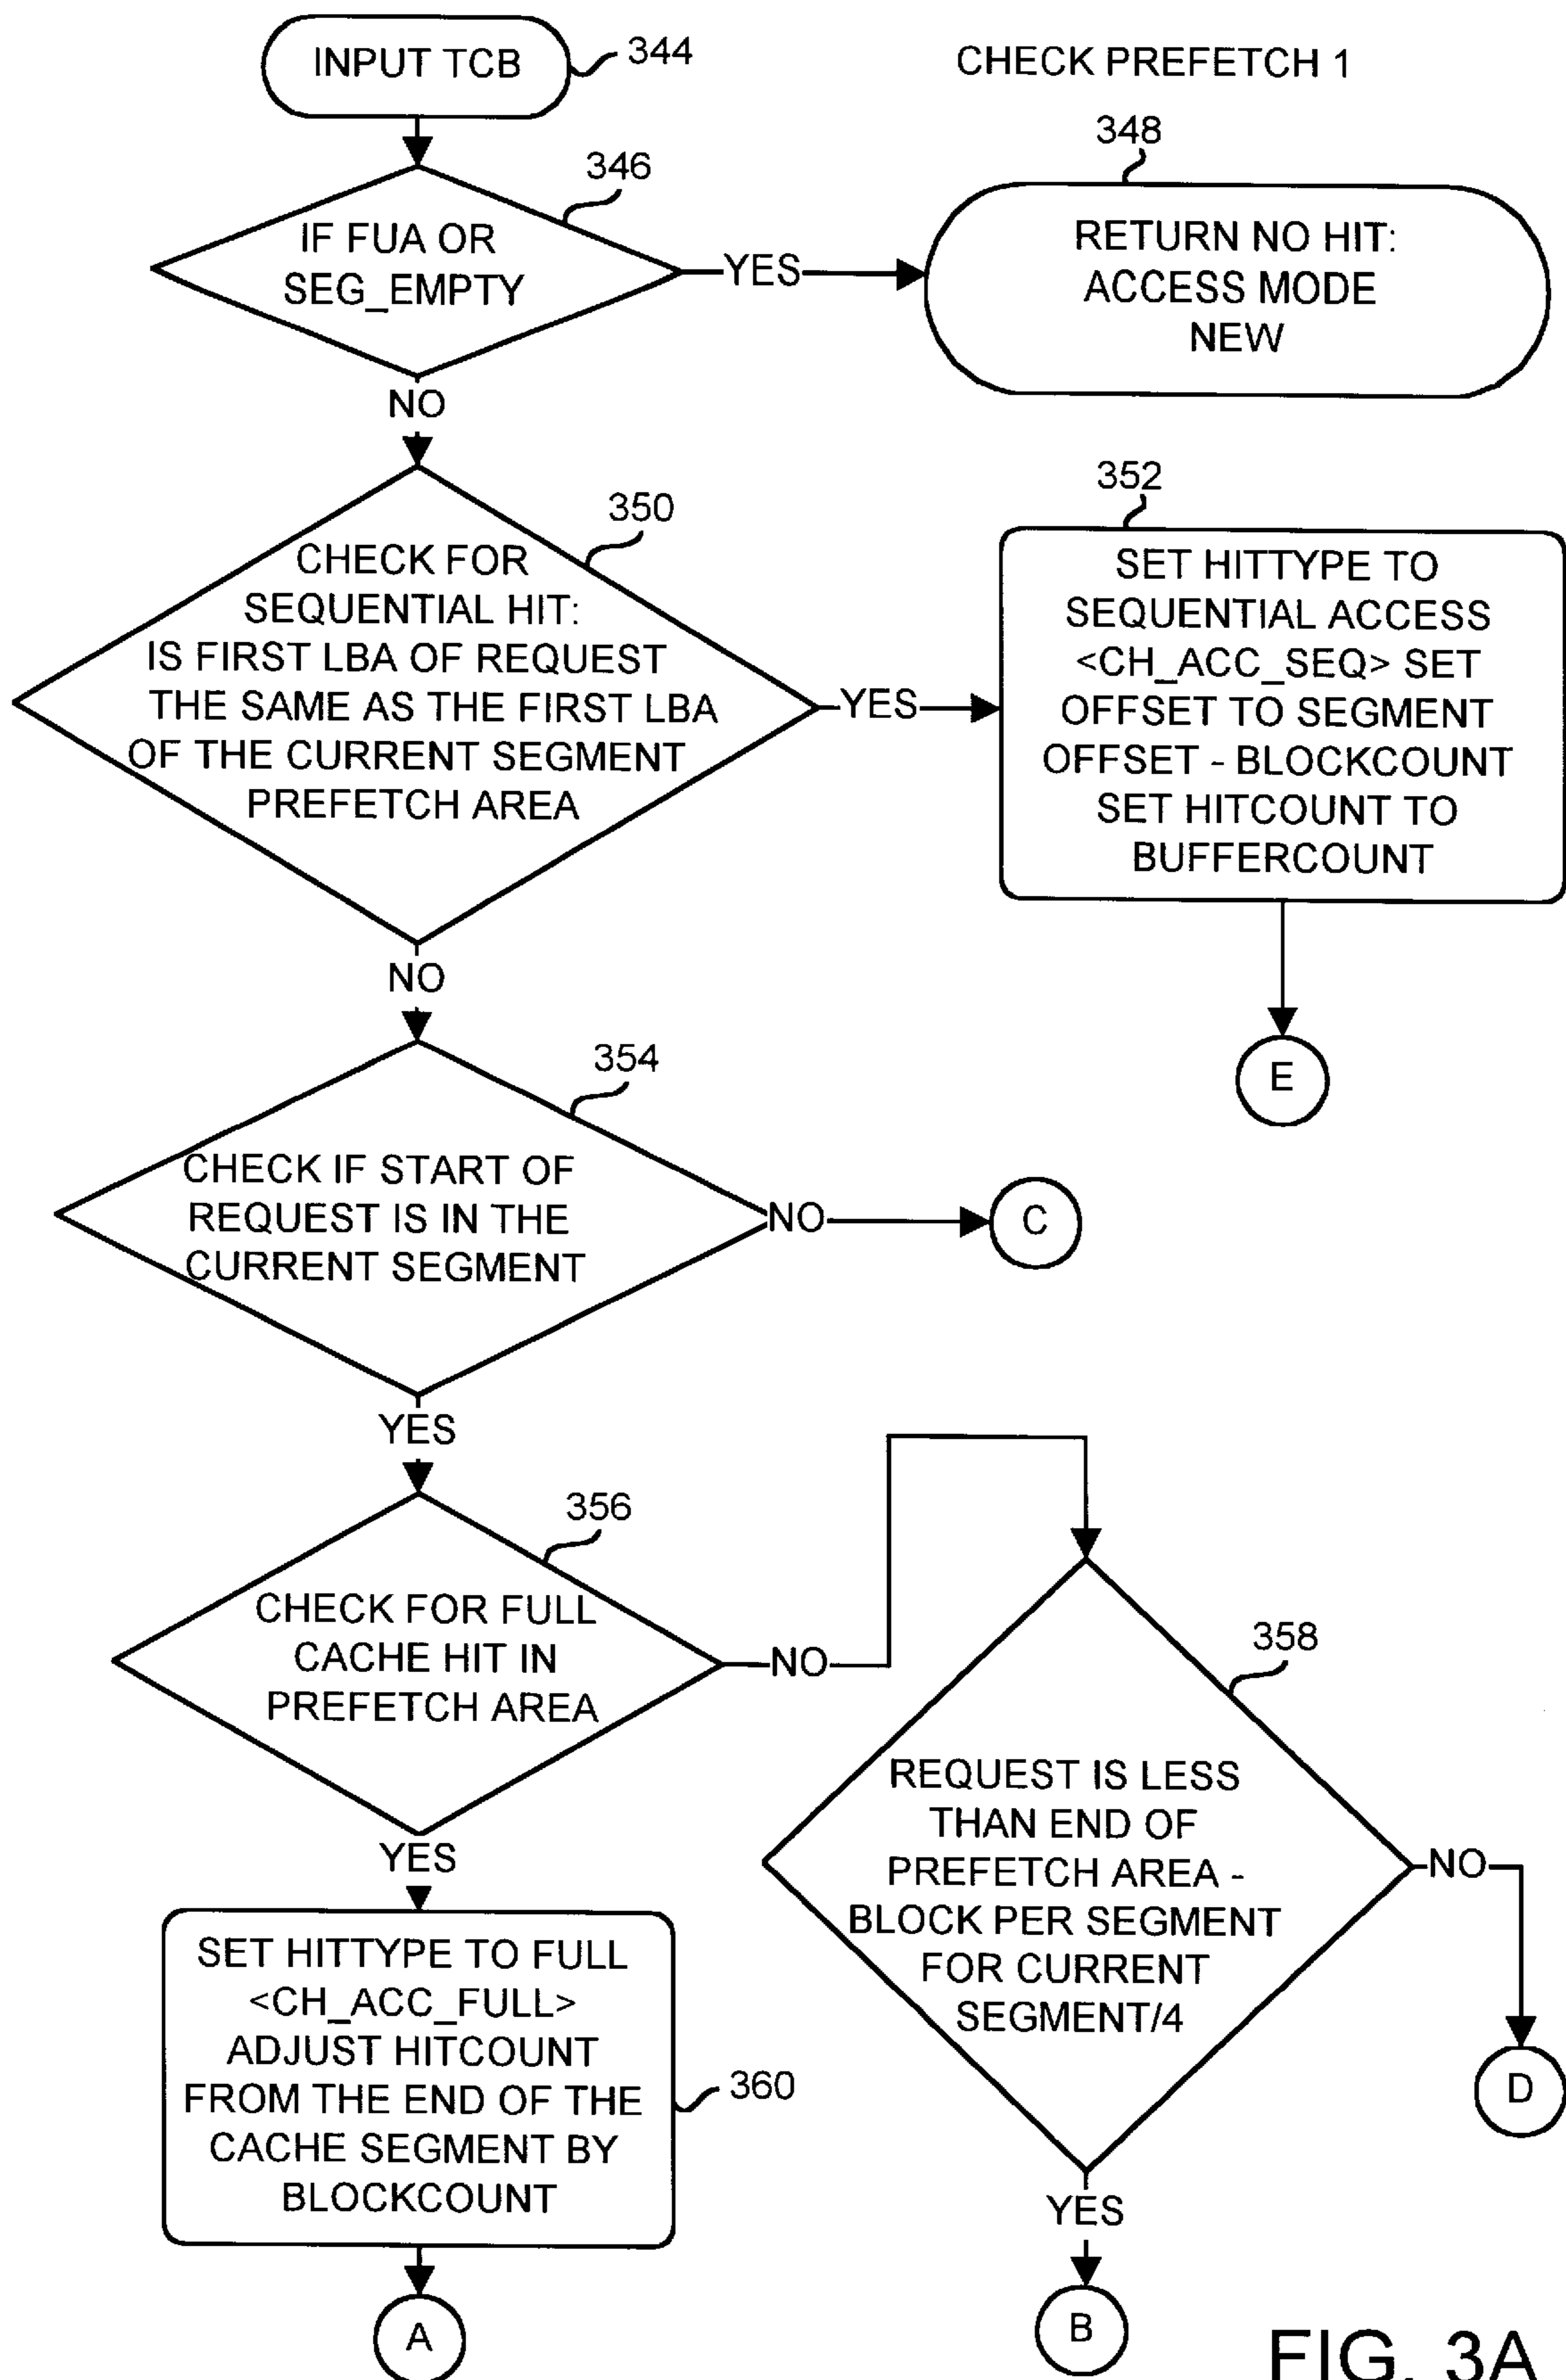 INPUT TCB
344
CHECK PREFETCH 1
346
348
IF FUA OR
SEG_EMPTY
YES
RETURN NO HIT:
ACCESS MODE
NEW
NO
350
352
CHECK FOR
SEQUENTIAL HIT:
IS FIRST LBA OF REQUEST
THE SAME AS THE FIRST LBA
OF THE CURRENT SEGMENT
PREFETCH AREA
YES
SET HITTYPE TO
SEQUENTIAL ACCESS
<CH_ACC_SEQ> SET
OFFSET TO SEGMENT
OFFSET - BLOCKCOUNT
SET HITCOUNT TO
BUFFERCOUNT
NO
E
354
CHECK IF START OF
REQUEST IS IN THE
CURRENT SEGMENT
NO
C
YES
356
CHECK FOR FULL
CACHE HIT IN
PREFETCH AREA
NO
358
REQUEST IS LESS
THAN END OF
PREFETCH AREA -
BLOCK PER SEGMENT
FOR CURRENT
SEGMENT/4
NO
D
YES
SET HITTYPE TO FULL
<CH_ACC_FULL>
ADJUST HITCOUNT
FROM THE END OF THE
CACHE SEGMENT BY
BLOCKCOUNT
360
YES
A
B
FIG. 3A